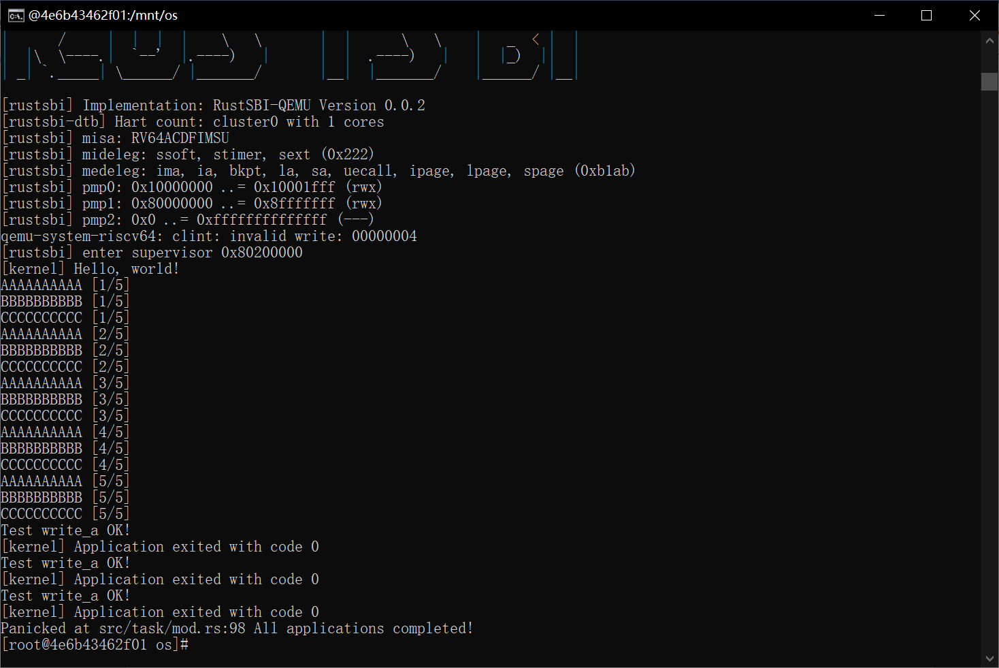 @4e6b43462f01:/mnt/os
[rustsbi] Implementation: RustSBI-QEMU Version 0.0.2
[rustsbi-dtb] Hart count: cluster0 with 1 cores
[rustsbi] misa: RV64ACDFIMSU
[rustsbi] mideleg: ssoft, stimer, sext (0x222)
[rustsbi] medeleg: ima, ia, bkpt, la, sa, uecall, ipage, lpage, spage (0xb1ab)
[rustsbi] pmp0: 0x10000000 ..= 0x10001fff (rwx)
[rustsbi] pmp1: 0x80000000 ..= 0x8fffffff (rwx)
[rustsbi] pmp2: 0x0 ..= 0xffffffffffffff (---)
qemu-system-riscv64: clint: invalid write: 00000004
[rustsbi] enter supervisor 0x80200000
[kernel] Hello, world!
AAAAAAAAAA [1/5]
BBBBBBBBBB [1/5]
CCCCCCCCCC [1/5]
AAAAAAAAAA [2/5]
BBBBBBBBBB [2/5]
CCCCCCCCCC [2/5]
AAAAAAAAAA [3/5]
BBBBBBBBBB [3/5]
CCCCCCCCCC [3/5]
AAAAAAAAAA [4/5]
BBBBBBBBBB [4/5]
CCCCCCCCCC [4/5]
AAAAAAAAAA [5/5]
BBBBBBBBBB [5/5]
CCCCCCCCCC [5/5]
Test write_a OK!
[kernel] Application exited with code 0
Test write_a OK!
[kernel] Application exited with code 0
Test write_a OK!
[kernel] Application exited with code 0
Panicked at src/task/mod.rs:98 All applications completed!
[root@4e6b43462f01 os]#